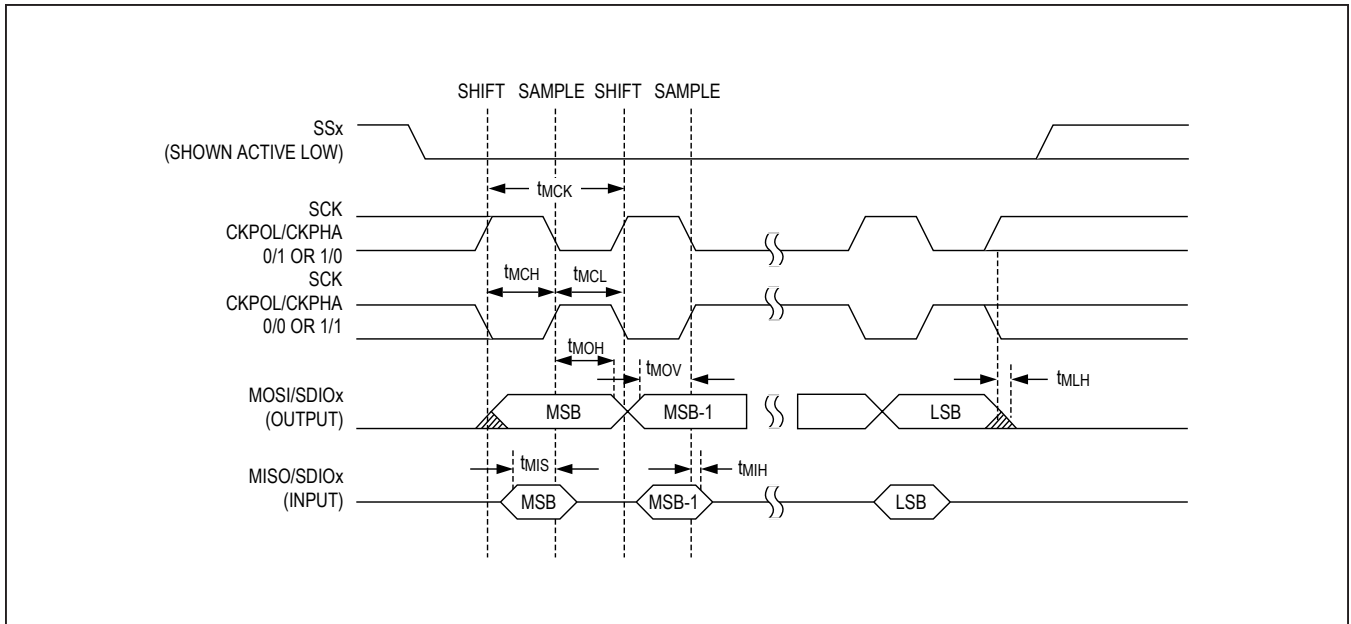 SHIFT SAMPLE SHIFT SAMPLE
SSx
(SHOWN ACTIVE LOW)
tMCK
SCK
CKPOL/CKPHA
0/1 OR 1/0
SCK
CKPOL/CKPHA
0/0 OR 1/1
tMCH tMCL
tMOH
tMOV
tMLH
MOSI/SDIOx
(OUTPUT)
MSB MSB-1 LSB
tMIS
tMIH
MISO/SDIOx
(INPUT)
MSB MSB-1 LSB